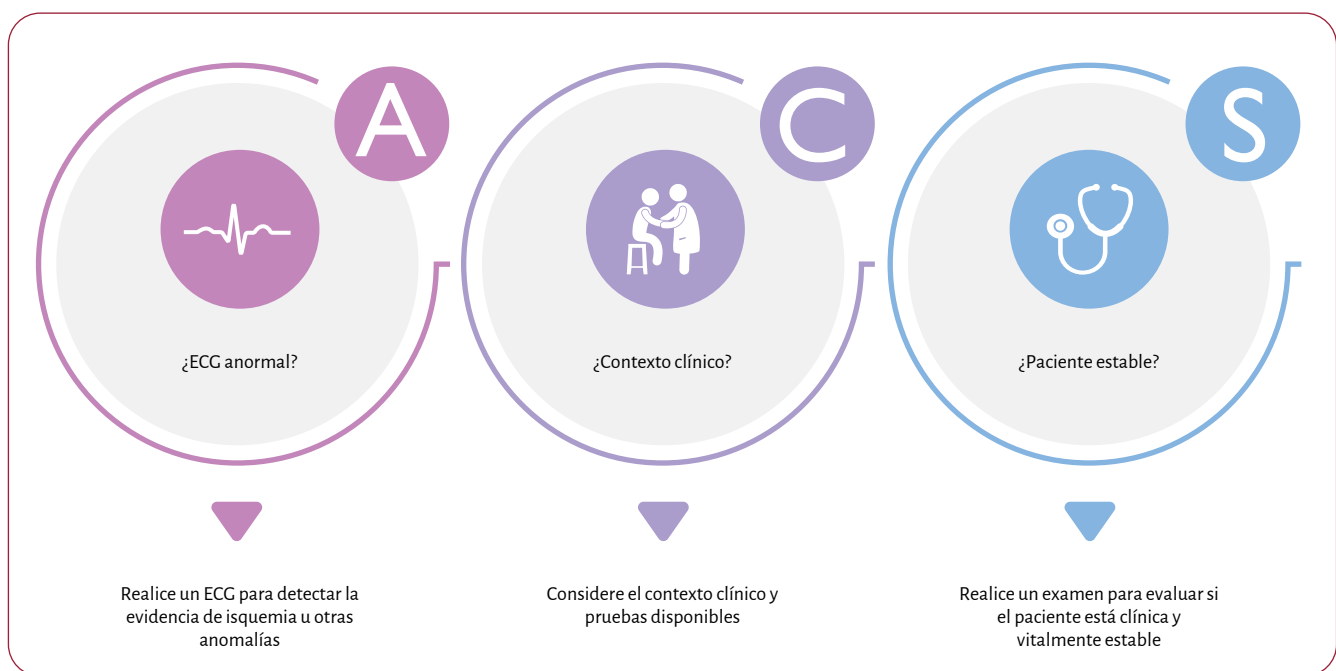 A
¿ECG anormal?
Realice un ECG para detectar la
evidencia de isquemia u otras
anomalías
C
¿Contexto clínico?
Considere el contexto clínico y
pruebas disponibles
S
¿Paciente estable?
Realice un examen para evaluar si
el paciente está clínica y
vitalmente estable